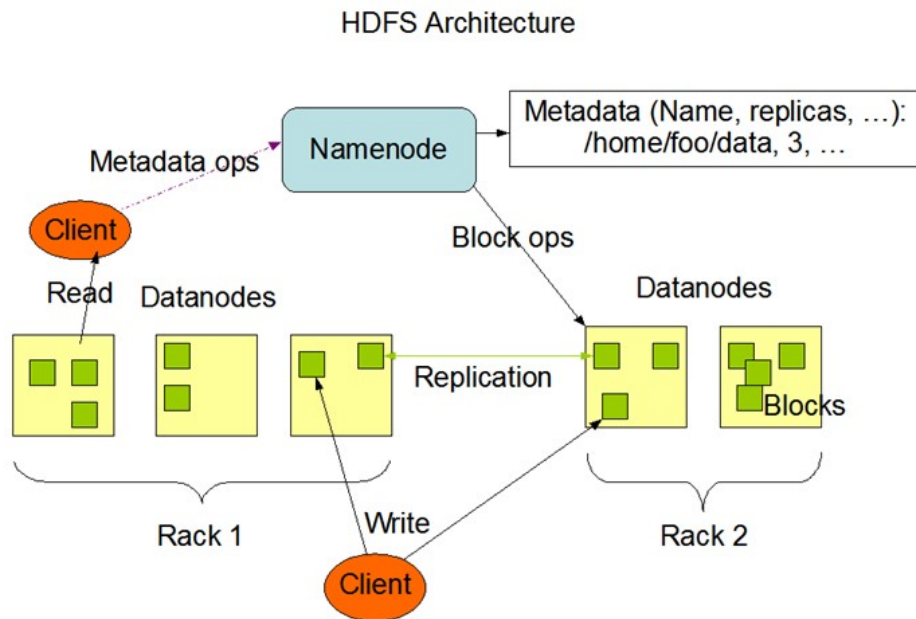 HDFS Architecture
Metadata (Name, replicas, …):
/home/foo/data, 3, …
Namenode
Metadata ops
Client
Block ops
Read
Datanodes
Datanodes
Replication
Blocks
Rack 1
Write
Rack 2
Client